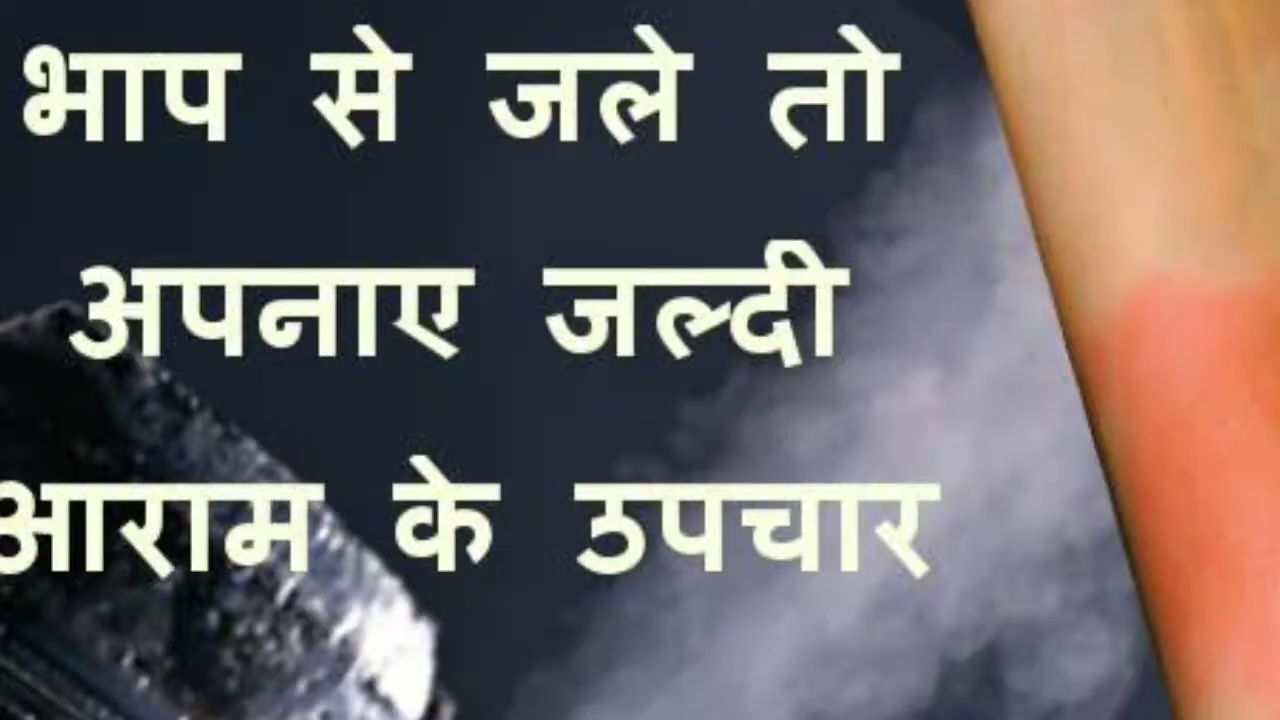 भाप से जले तो
अपनाए जल्दी
आराम के उपचार